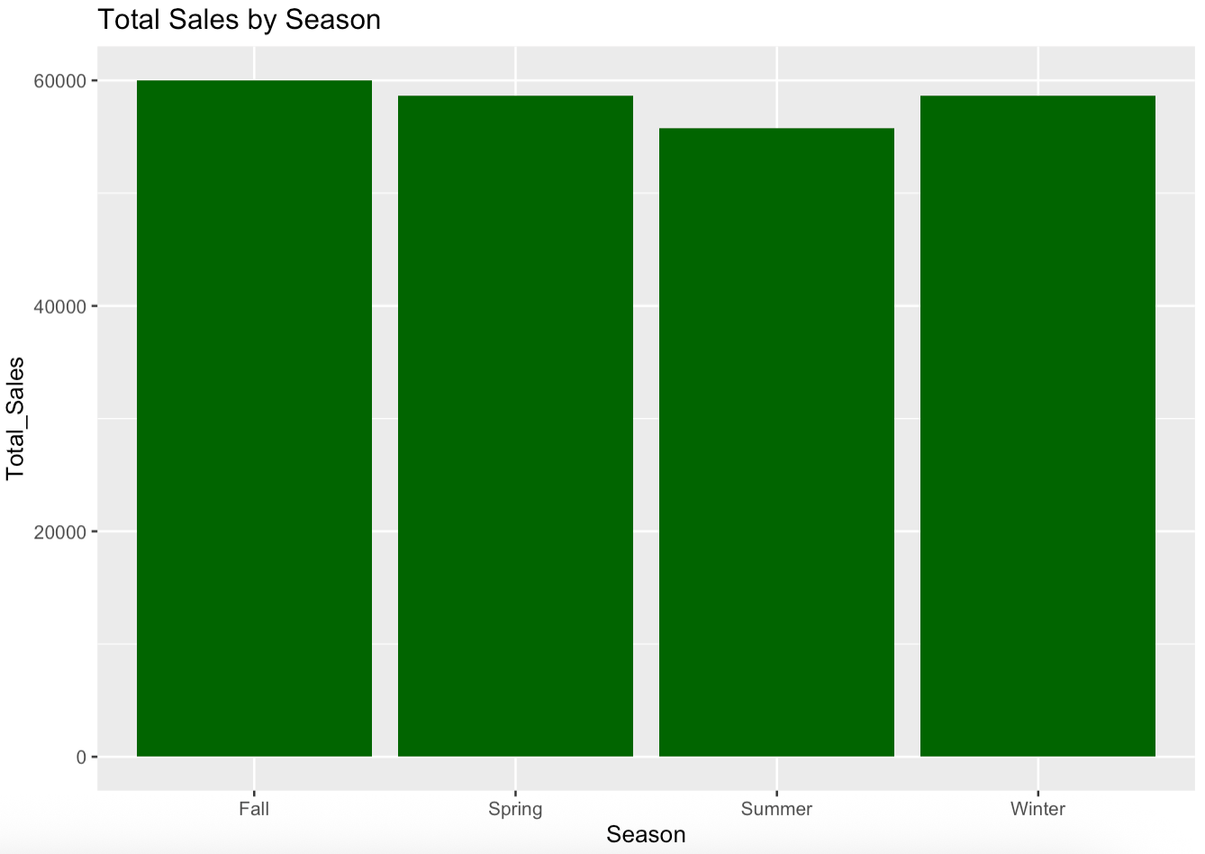 Total Sales by Season
Total_Sales
60000
40000
20000
0
Fall Spring Summer Winter
Season